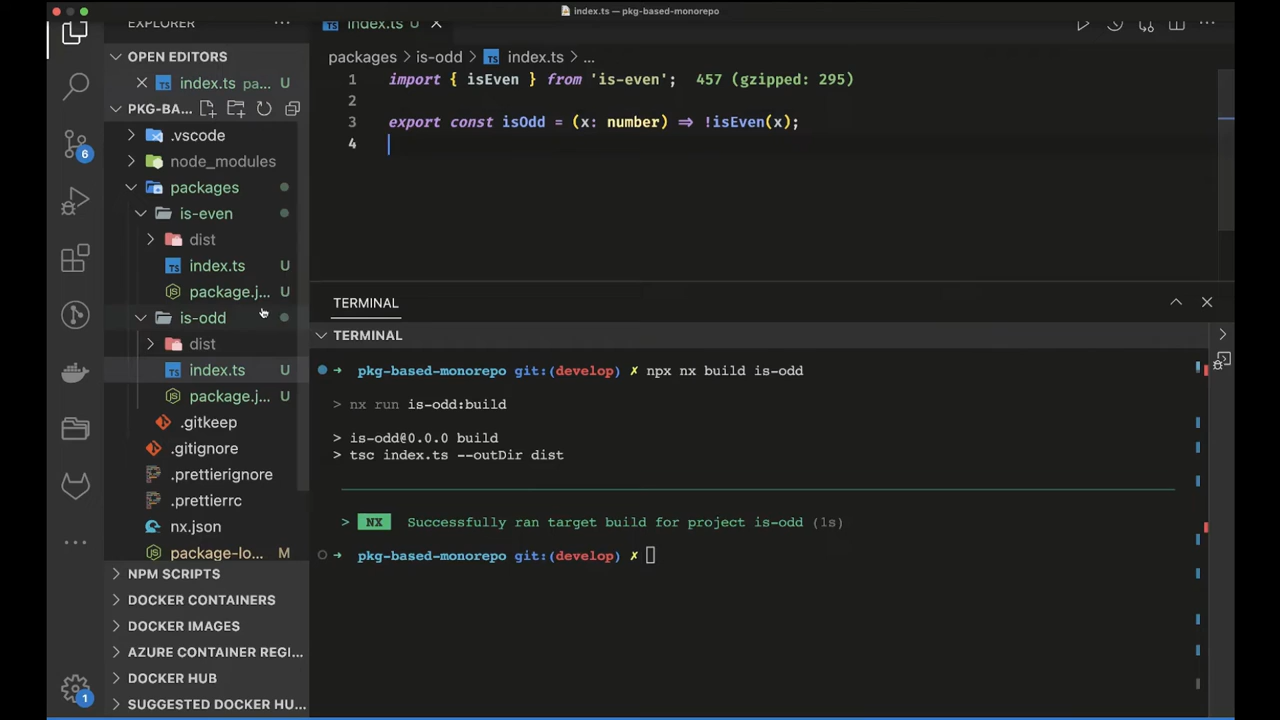 index.ts — pkg-based-monorepo
EXPLORER
OPEN EDITORS
index.ts pa... U
PKG-BA...
.vscode
node_modules
packages
is-even
dist
index.ts U
package.j... U
is-odd
dist
index.ts U
package.j... U
.gitkeep
.gitignore
.prettierignore
.prettierrc
nx.json
package-lo... M
NPM SCRIPTS
DOCKER CONTAINERS
DOCKER IMAGES
AZURE CONTAINER REGI...
DOCKER HUB
SUGGESTED DOCKER HU...
6
1
index.ts U
packages > is-odd > index.ts > ...
1 import { isEven } from 'is-even'; 457 (gzipped: 295)
2
3 export const isOdd = (x: number) => !isEven(x);
4
TERMINAL
TERMINAL
→ pkg-based-monorepo git:(develop) ✗ npx nx build is-odd
> nx run is-odd:build
> is-odd@0.0.0 build
> tsc index.ts --outDir dist
> NX Successfully ran target build for project is-odd (1s)
→ pkg-based-monorepo git:(develop) ✗